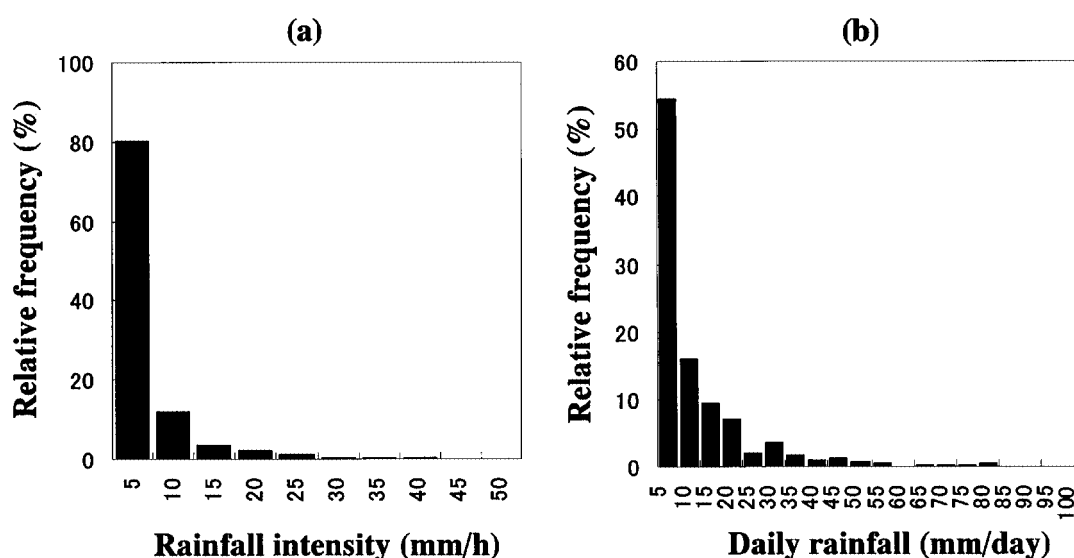 (a)
Relative frequency (%)
100
80
60
40
20
0
5 10 15 20 25 30 35 40 45 50
Rainfall intensity (mm/h)
(b)
Relative frequency (%)
60
50
40
30
20
10
0
5 10 15 20 25 30 35 40 45 50 55 60 65 70 75 80 85 90 95 100
Daily rainfall (mm/day)